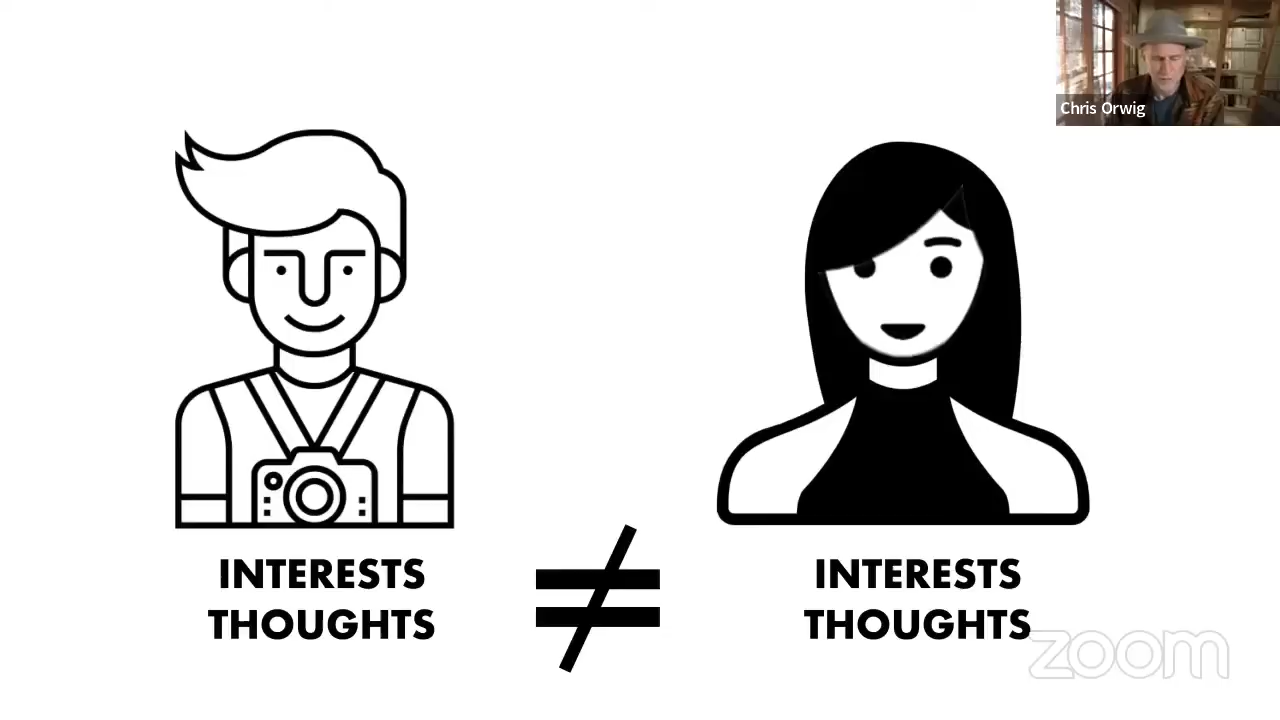 Chris Orwig
INTERESTS
THOUGHTS
≠
INTERESTS
THOUGHTS
zoom